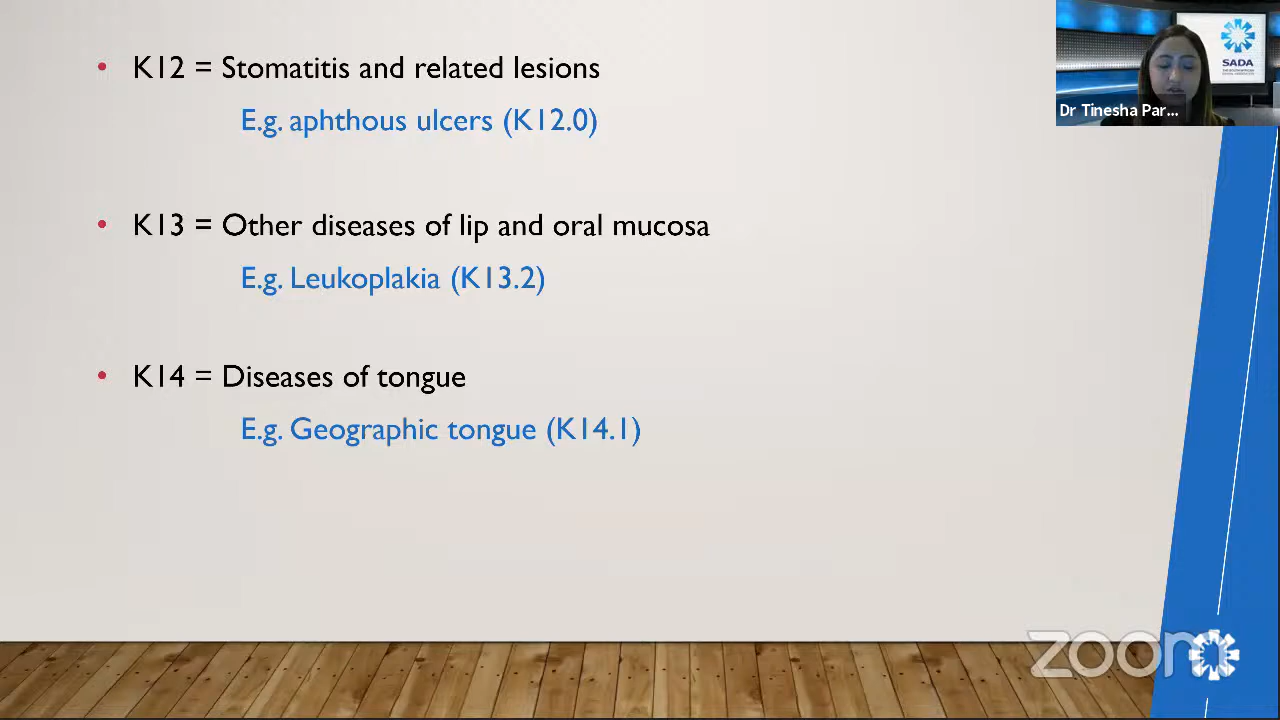 • K12 = Stomatitis and related lesions
E.g. aphthous ulcers (K12.0)
• K13 = Other diseases of lip and oral mucosa
E.g. Leukoplakia (K13.2)
• K14 = Diseases of tongue
E.g. Geographic tongue (K14.1)
SADA
Dr Tinesha Par...
zoom